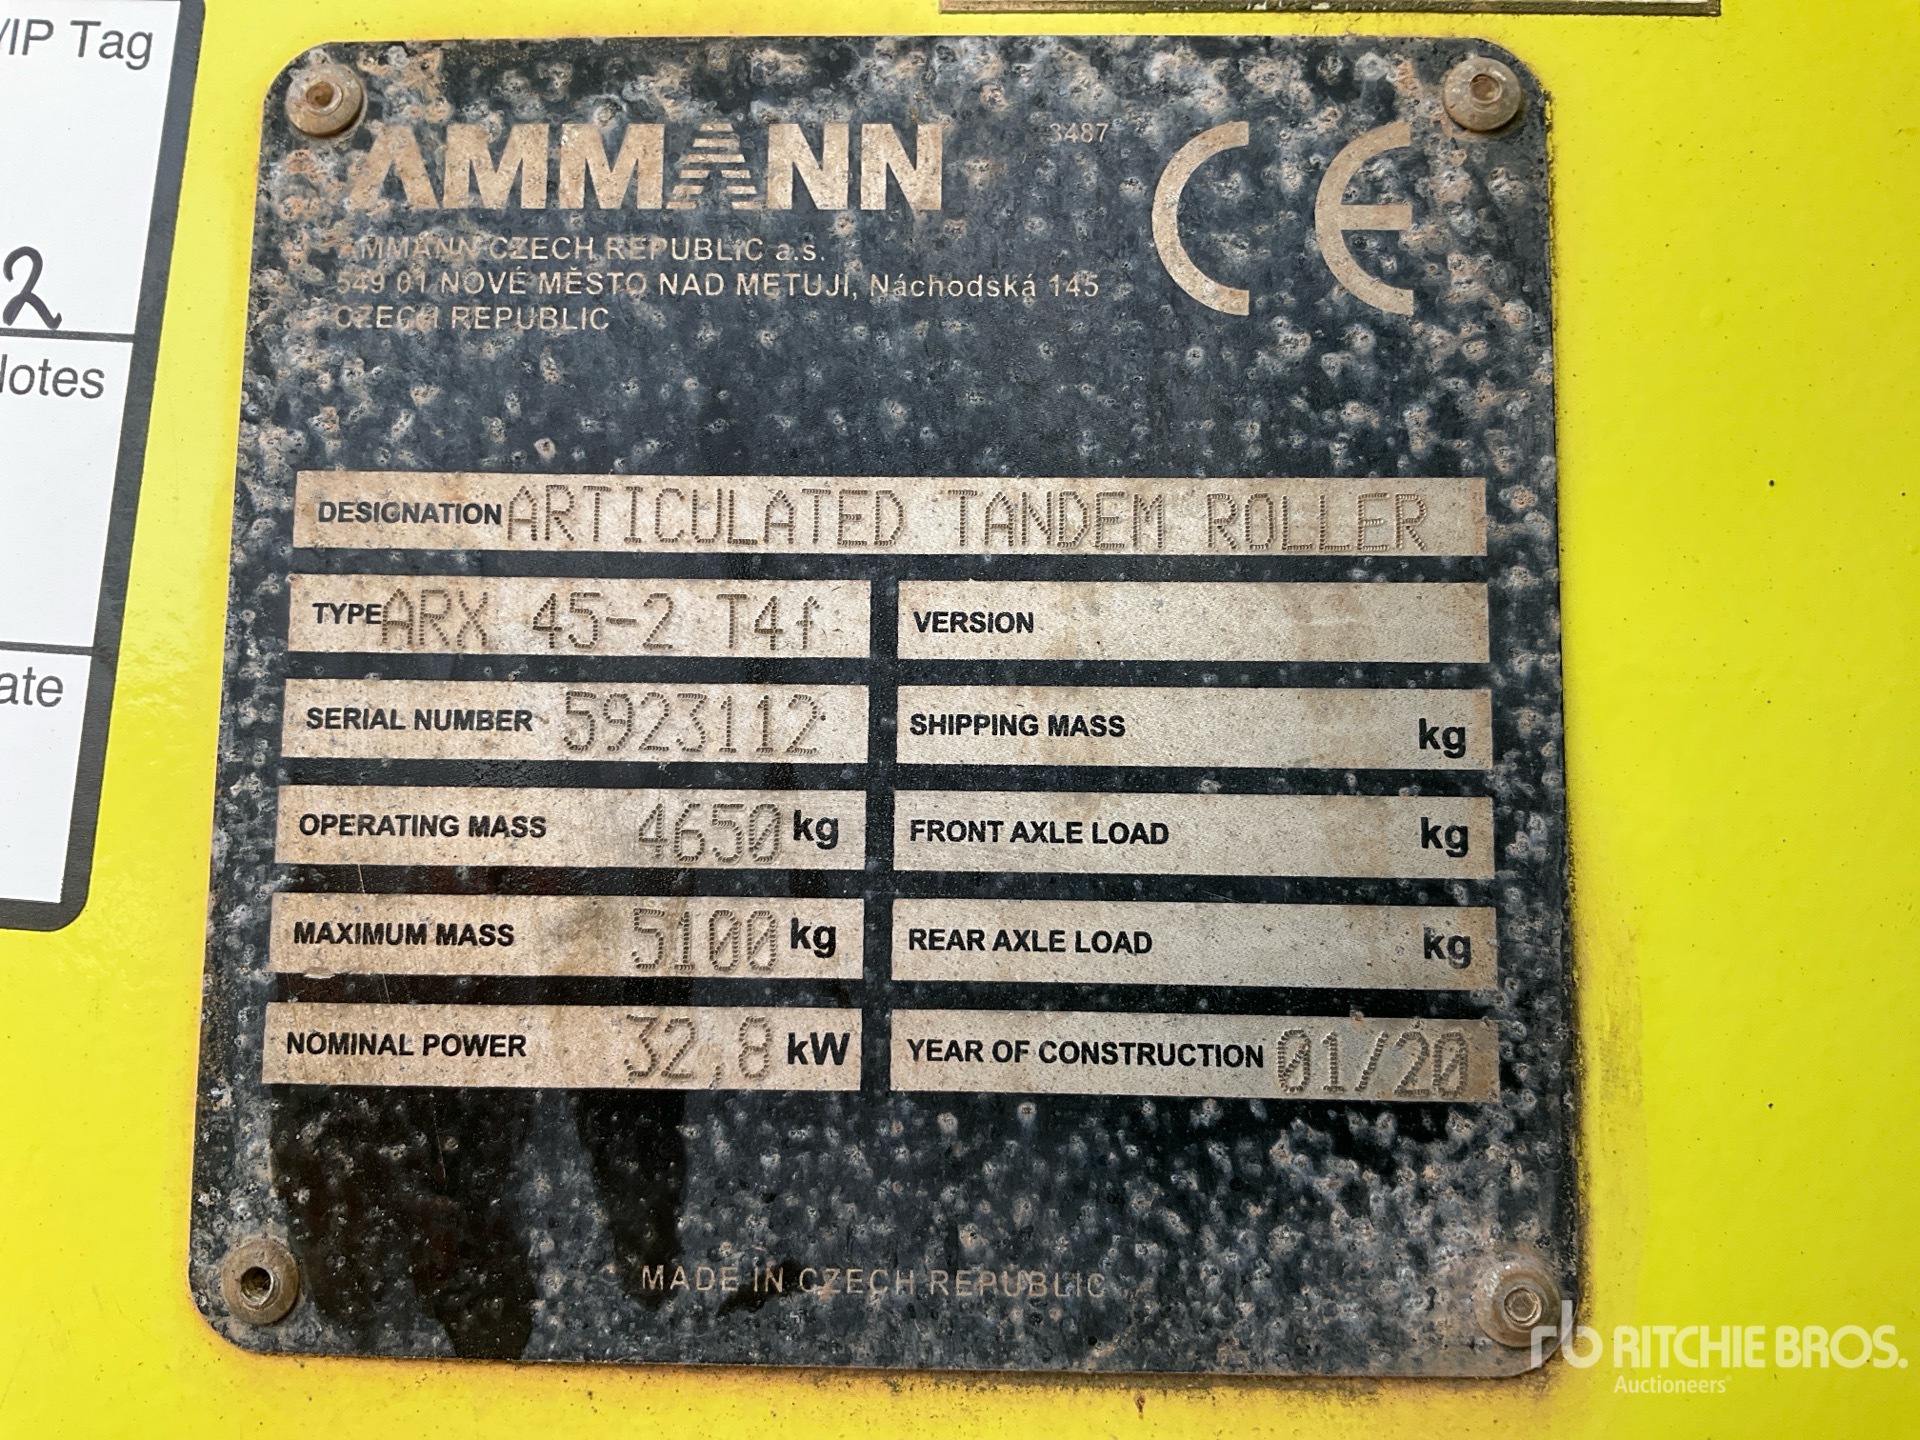 Tag
2
AMMANN
3487
CE
AMMANN CZECH REPUBLIC a.s.
549 01 NOVÉ MĚSTO NAD METUJÍ, Náchodská 145
CZECH REPUBLIC
DESIGNATION ARTICULATED TANDEM ROLLER
TYPE ARX 45-2 T4f
VERSION
SERIAL NUMBER 5923112
SHIPPING MASS kg
OPERATING MASS 4650 kg
FRONT AXLE LOAD kg
MAXIMUM MASS 5100 kg
REAR AXLE LOAD kg
NOMINAL POWER 32,8 kW
YEAR OF CONSTRUCTION 01/20
MADE IN CZECH REPUBLIC
rb RITCHIE BROS.
Auctioneers